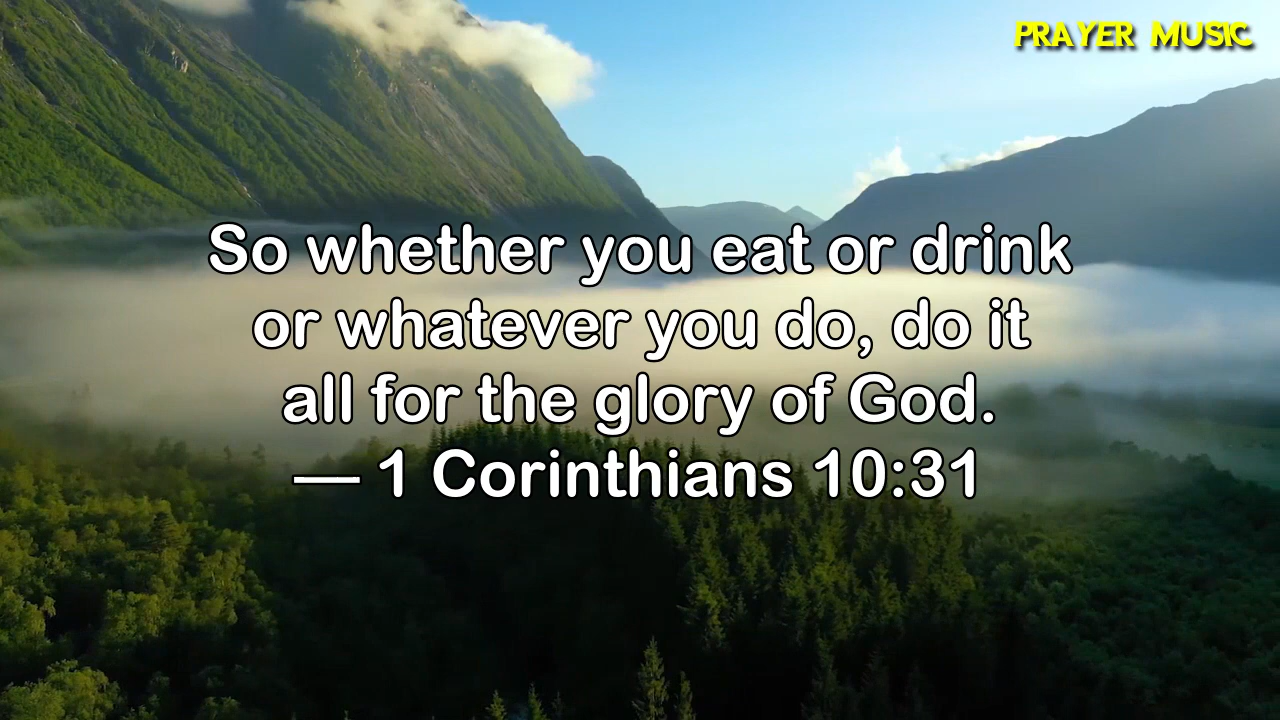 PRAYER MUSIC
So whether you eat or drink
or whatever you do, do it
all for the glory of God.
— 1 Corinthians 10:31